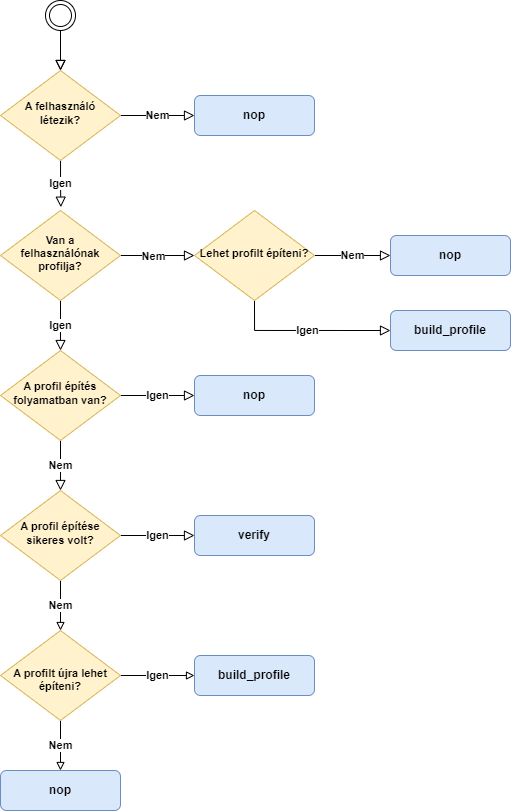 A felhasználó
létezik?
Nem
nop
Igen
Van a
felhasználónak
profilja?
Nem
Lehet profilt építeni?
Nem
nop
Igen
build_profile
Igen
A profil építés
folyamatban van?
Igen
nop
Nem
A profil építése
sikeres volt?
Igen
verify
Nem
A profilt újra lehet
építeni?
Igen
build_profile
Nem
nop